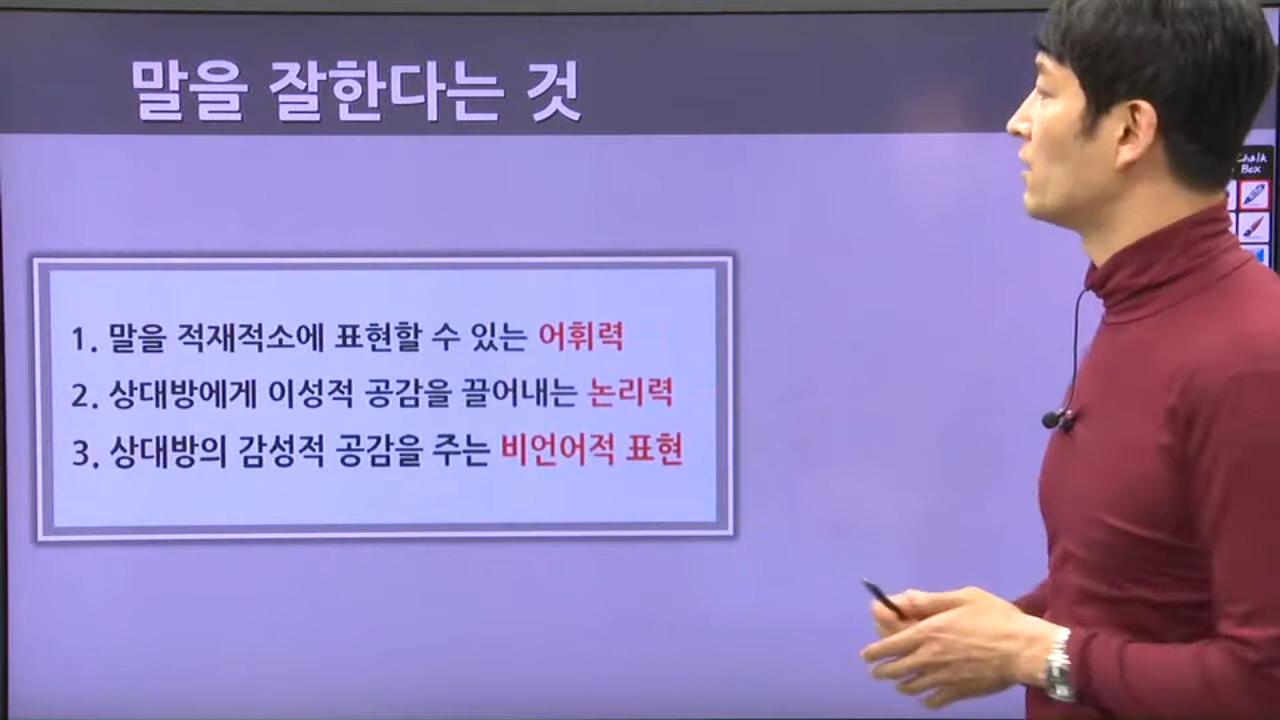 말을 잘한다는 것
Chalk
Box
1. 말을 적재적소에 표현할 수 있는 어휘력
2. 상대방에게 이성적 공감을 끌어내는 논리력
3. 상대방의 감성적 공감을 주는 비언어적 표현